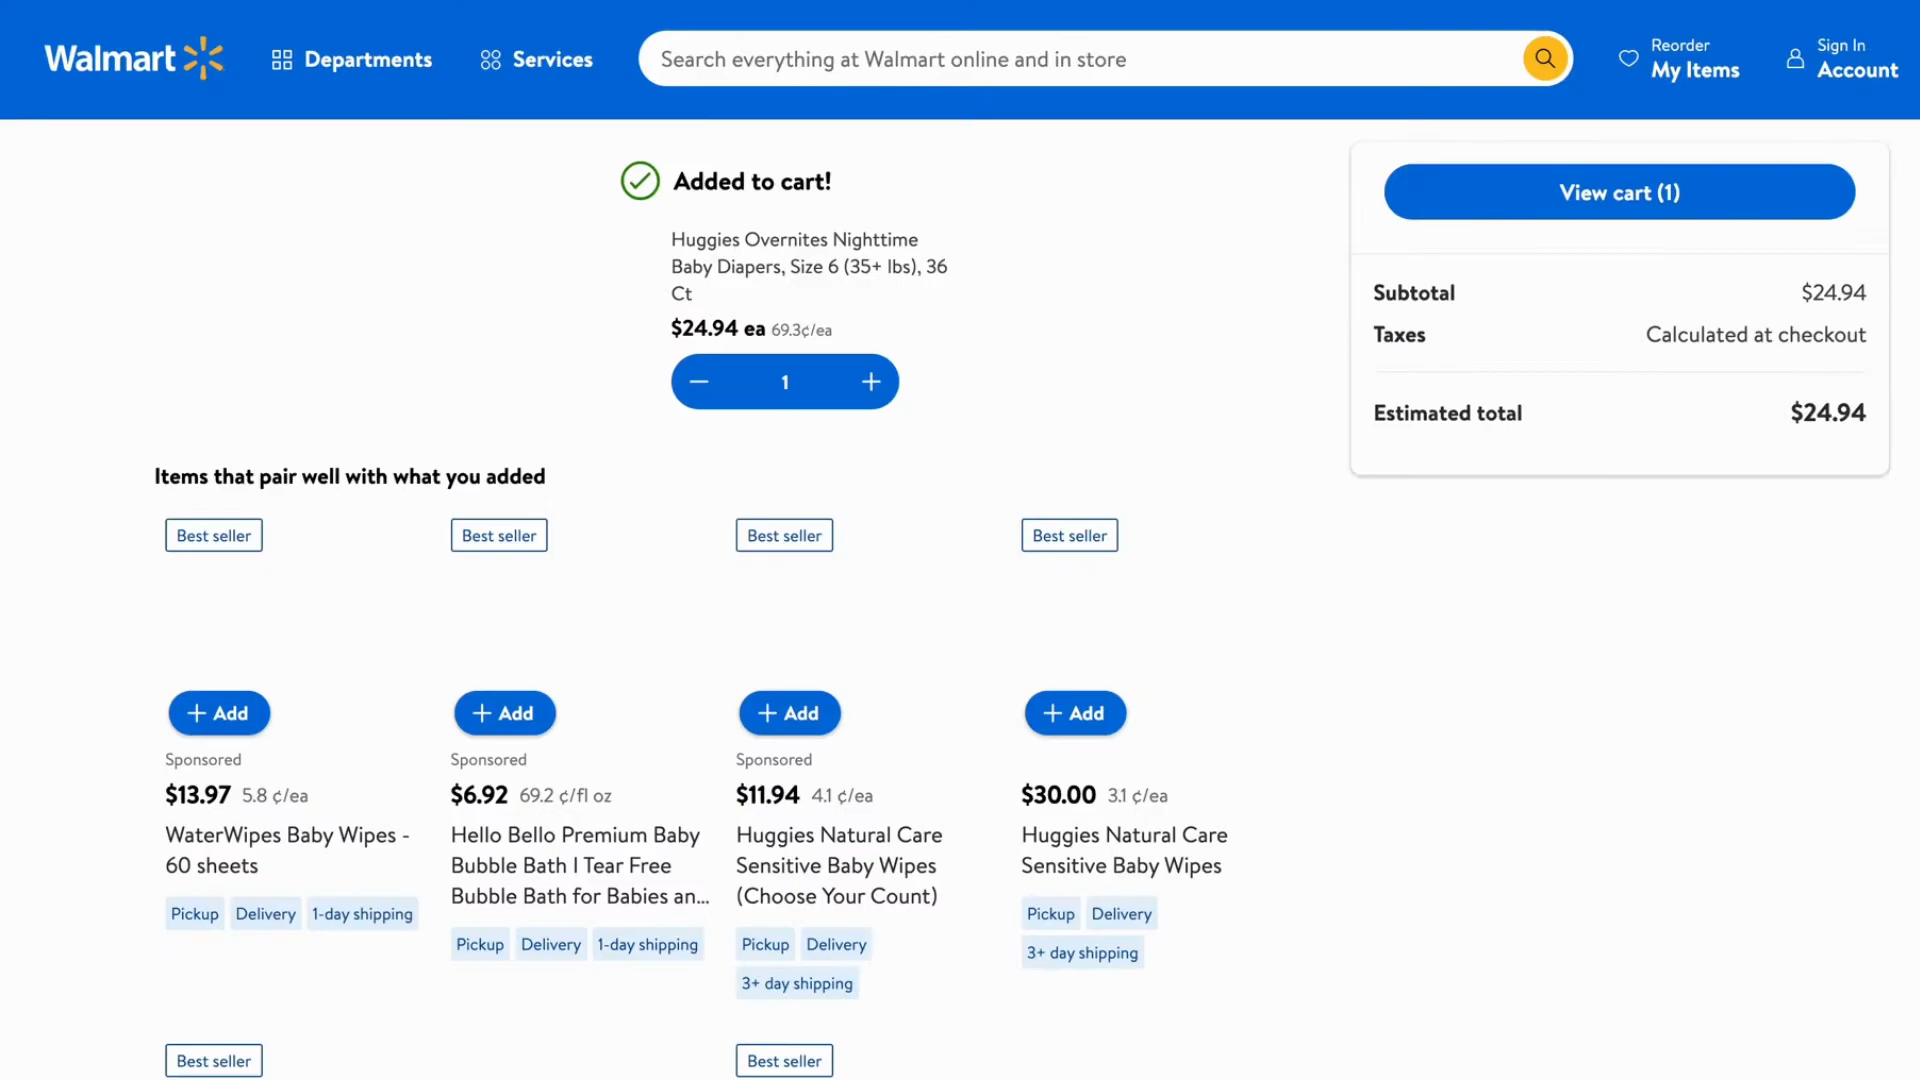 Walmart
Departments
Services
Search everything at Walmart online and in store
Reorder
My Items
Sign In
Account
Added to cart!
Huggies Overnites Nighttime
Baby Diapers, Size 6 (35+ lbs), 36
Ct
$24.94 ea 69.3¢/ea
1
View cart (1)
Subtotal $24.94
Taxes Calculated at checkout
Estimated total $24.94
Items that pair well with what you added
Best seller
+ Add
Sponsored
$13.97 5.8 ¢/ea
WaterWipes Baby Wipes -
60 sheets
Pickup Delivery 1-day shipping
Best seller
+ Add
Sponsored
$6.92 69.2 ¢/fl oz
Hello Bello Premium Baby
Bubble Bath I Tear Free
Bubble Bath for Babies an...
Pickup Delivery 1-day shipping
Best seller
+ Add
Sponsored
$11.94 4.1 ¢/ea
Huggies Natural Care
Sensitive Baby Wipes
(Choose Your Count)
Pickup Delivery
3+ day shipping
Best seller
+ Add
$30.00 3.1 ¢/ea
Huggies Natural Care
Sensitive Baby Wipes
Pickup Delivery
3+ day shipping
Best seller
Best seller